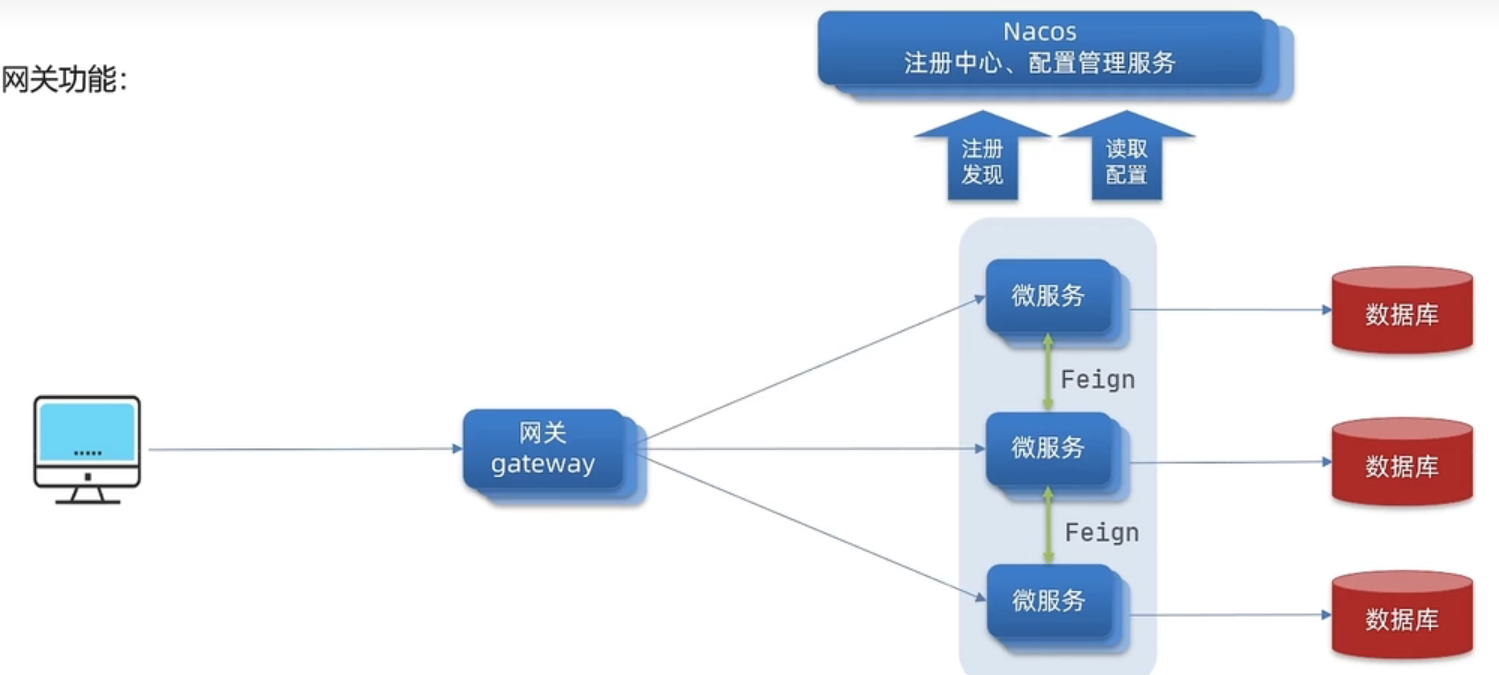 网关功能：
Nacos
注册中心、配置管理服务
注册
发现
读取
配置
微服务
数据库
Feign
网关
gateway
微服务
数据库
Feign
微服务
数据库